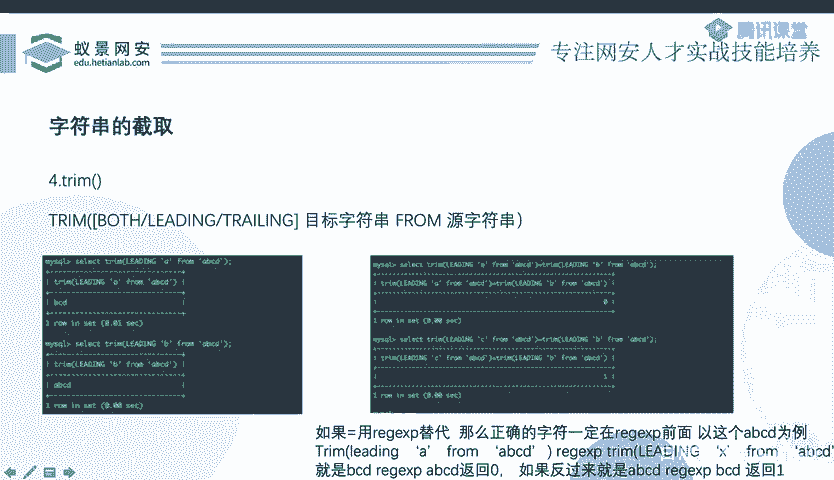 蚁景网安
edu.hetianlab.com
腾讯课堂
专注网安人才实战技能培养
字符串的截取
4.trim()
TRIM([BOTH/LEADING/TRAILING] 目标字符串 FROM 源字符串)
mysql> select trim(LEADING 'a' from 'abcd');
| trim(LEADING 'a' from 'abcd') |
| bcd |
1 row in set (0.01 sec)
mysql> select trim(LEADING 'b' from 'abcd');
| trim(LEADING 'b' from 'abcd') |
| abcd |
1 row in set (0.00 sec)
mysql> select trim(LEADING 'a' from 'abcd')=trim(LEADING 'b' from 'abcd');
| trim(LEADING 'a' from 'abcd')=trim(LEADING 'b' from 'abcd') |
| 0 |
1 row in set (0.00 sec)
mysql> select trim(LEADING 'c' from 'abcd')=trim(LEADING 'b' from 'abcd');
| trim(LEADING 'c' from 'abcd')=trim(LEADING 'b' from 'abcd') |
| 1 |
1 row in set (0.00 sec)
如果=用regexp替代 那么正确的字符一定在regexp前面 以这个abcd为例
Trim(leading 'a' from 'abcd') regexp trim(LEADING 'x' from 'abcd'
就是bcd regexp abcd返回0, 如果反过来就是abcd regexp bcd 返回1